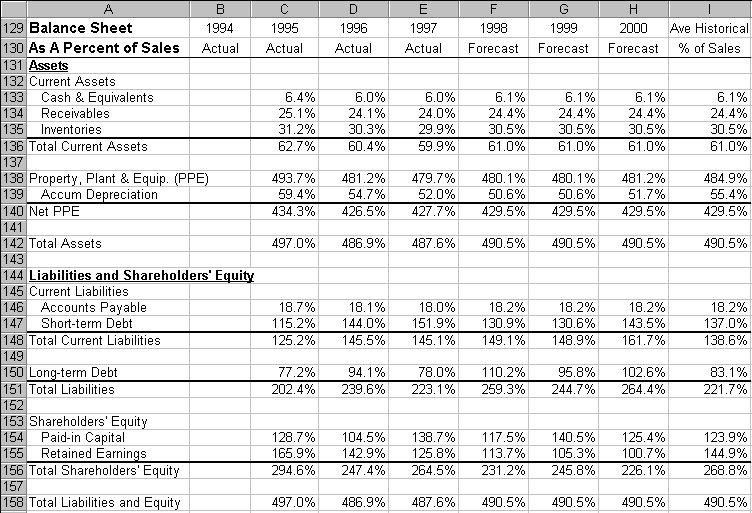 A B C D E F G H I
129 Balance Sheet 1994 1995 1996 1997 1998 1999 2000 Ave Historical
130 As A Percent of Sales Actual Actual Actual Actual Forecast Forecast Forecast % of Sales
131 Assets
132 Current Assets
133 Cash & Equivalents 6.4% 6.0% 6.0% 6.1% 6.1% 6.1% 6.1%
134 Receivables 25.1% 24.1% 24.0% 24.4% 24.4% 24.4% 24.4%
135 Inventories 31.2% 30.3% 29.9% 30.5% 30.5% 30.5% 30.5%
136 Total Current Assets 62.7% 60.4% 59.9% 61.0% 61.0% 61.0% 61.0%
137
138 Property, Plant & Equip. (PPE) 493.7% 481.2% 479.7% 480.1% 480.1% 481.2% 484.9%
139 Accum Depreciation 59.4% 54.7% 52.0% 50.6% 50.6% 51.7% 55.4%
140 Net PPE 434.3% 426.5% 427.7% 429.5% 429.5% 429.5% 429.5%
141
142 Total Assets 497.0% 486.9% 487.6% 490.5% 490.5% 490.5% 490.5%
143
144 Liabilities and Shareholders' Equity
145 Current Liabilities
146 Accounts Payable 18.7% 18.1% 18.0% 18.2% 18.2% 18.2% 18.2%
147 Short-term Debt 115.2% 144.0% 151.9% 130.9% 130.6% 143.5% 137.0%
148 Total Current Liabilities 125.2% 145.5% 145.1% 149.1% 148.9% 161.7% 138.6%
149
150 Long-term Debt 77.2% 94.1% 78.0% 110.2% 95.8% 102.6% 83.1%
151 Total Liabilities 202.4% 239.6% 223.1% 259.3% 244.7% 264.4% 221.7%
152
153 Shareholders' Equity
154 Paid-in Capital 128.7% 104.5% 138.7% 117.5% 140.5% 125.4% 123.9%
155 Retained Earnings 165.9% 142.9% 125.8% 113.7% 105.3% 100.7% 144.9%
156 Total Shareholders' Equity 294.6% 247.4% 264.5% 231.2% 245.8% 226.1% 268.8%
157
158 Total Liabilities and Equity 497.0% 486.9% 487.6% 490.5% 490.5% 490.5% 490.5%